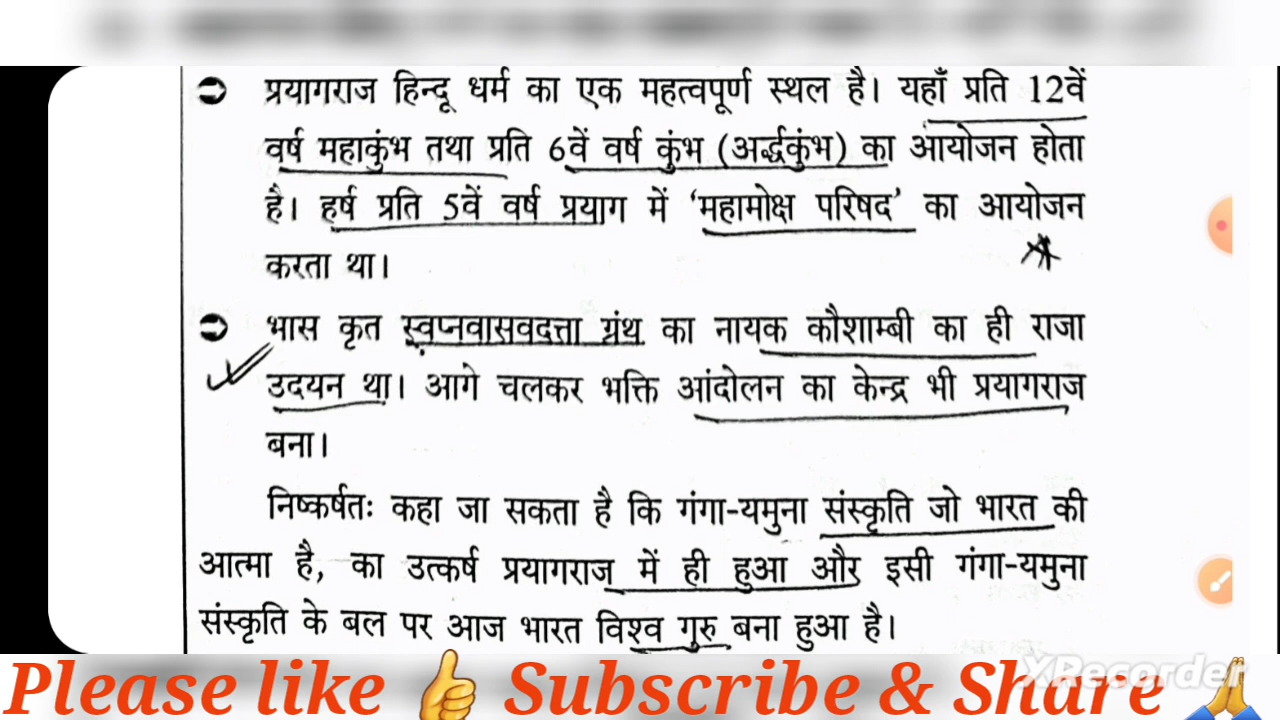 ➲ प्रयागराज हिन्दू धर्म का एक महत्वपूर्ण स्थल है। यहाँ प्रति 12वें
वर्ष महाकुंभ तथा प्रति 6वें वर्ष कुंभ (अर्द्धकुंभ) का आयोजन होता
है। हर्ष प्रति 5वें वर्ष प्रयाग में ‘महामोक्ष परिषद’ का आयोजन
करता था।
➲ भास कृत स्वप्नवासवदत्ता ग्रंथ का नायक कौशाम्बी का ही राजा
उदयन था। आगे चलकर भक्ति आंदोलन का केन्द्र भी प्रयागराज
बना।
निष्कर्षतः कहा जा सकता है कि गंगा-यमुना संस्कृति जो भारत की
आत्मा है, का उत्कर्ष प्रयागराज में ही हुआ और इसी गंगा-यमुना
संस्कृति के बल पर आज भारत विश्व गुरु बना हुआ है।
XRecorder
Please like 👍 Subscribe & Share 🙏